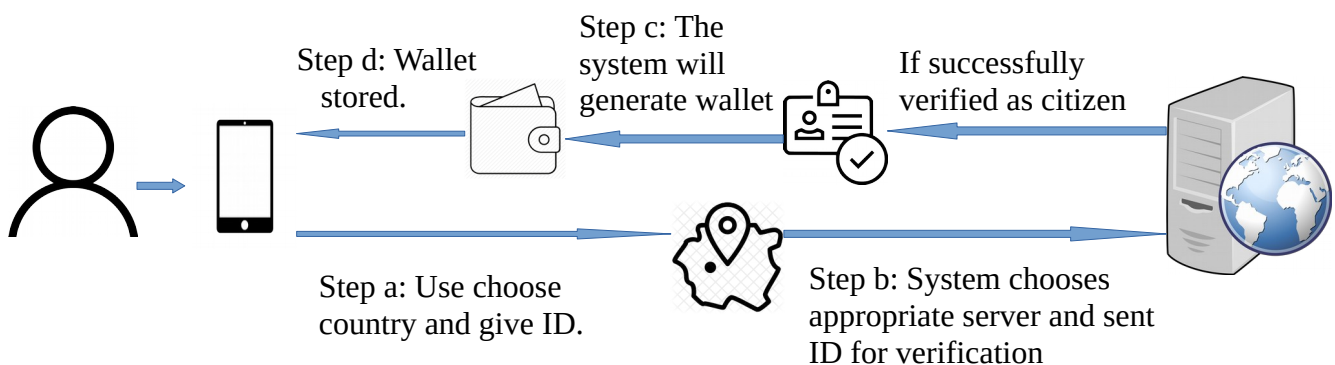 Step d: Wallet
stored.
Step c: The
system will
generate wallet
If successfully
verified as citizen
Step a: Use choose
country and give ID.
Step b: System chooses
appropriate server and sent
ID for verification